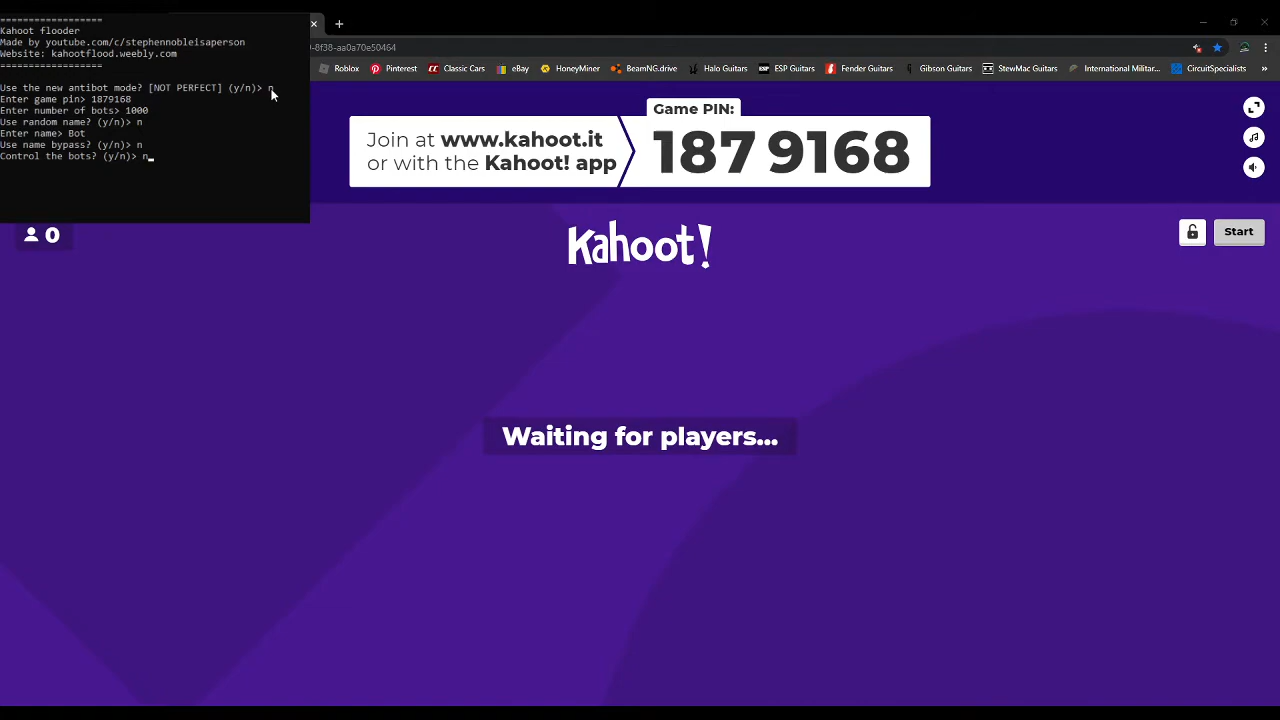 ==================
Kahoot flooder
Made by youtube.com/c/stephennobleisaperson
Website: kahootflood.weebly.com
==================
Use the new antibot mode? [NOT PERFECT] (y/n)> n
Enter game pin> 1879168
Enter number of bots> 1000
Use random name? (y/n)> n
Enter name> Bot
Use name bypass? (y/n)> n
Control the bots? (y/n)> n_
9-8f38-aa0a70e50464
Roblox Pinterest Classic Cars eBay HoneyMiner BeamNG.drive Halo Guitars ESP Guitars Fender Guitars Gibson Guitars StewMac Guitars International Militar... CircuitSpecialists
Game PIN:
Join at www.kahoot.it
or with the Kahoot! app
187 9168
0
Kahoot!
Start
Waiting for players...